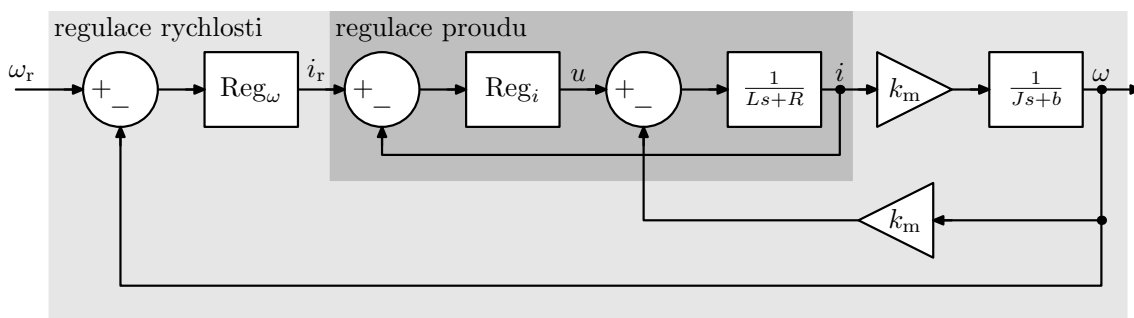 regulace rychlosti
regulace proudu
ω_r
+
−
Reg_ω
i_r
+
−
Reg_i
u
+
−
1/(Ls+R)
i
k_m
1/(Js+b)
ω
k_m